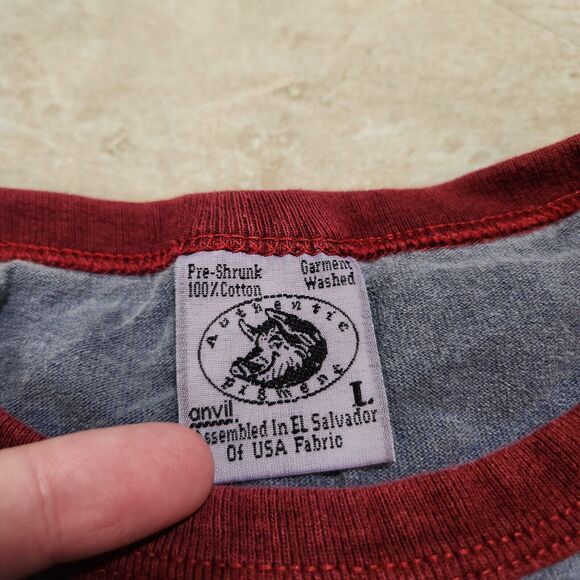 Pre-Shrunk
100% Cotton
Garment
Washed
Authentic
Pigment
anvil
L
Assembled In EL Salvador
Of USA Fabric